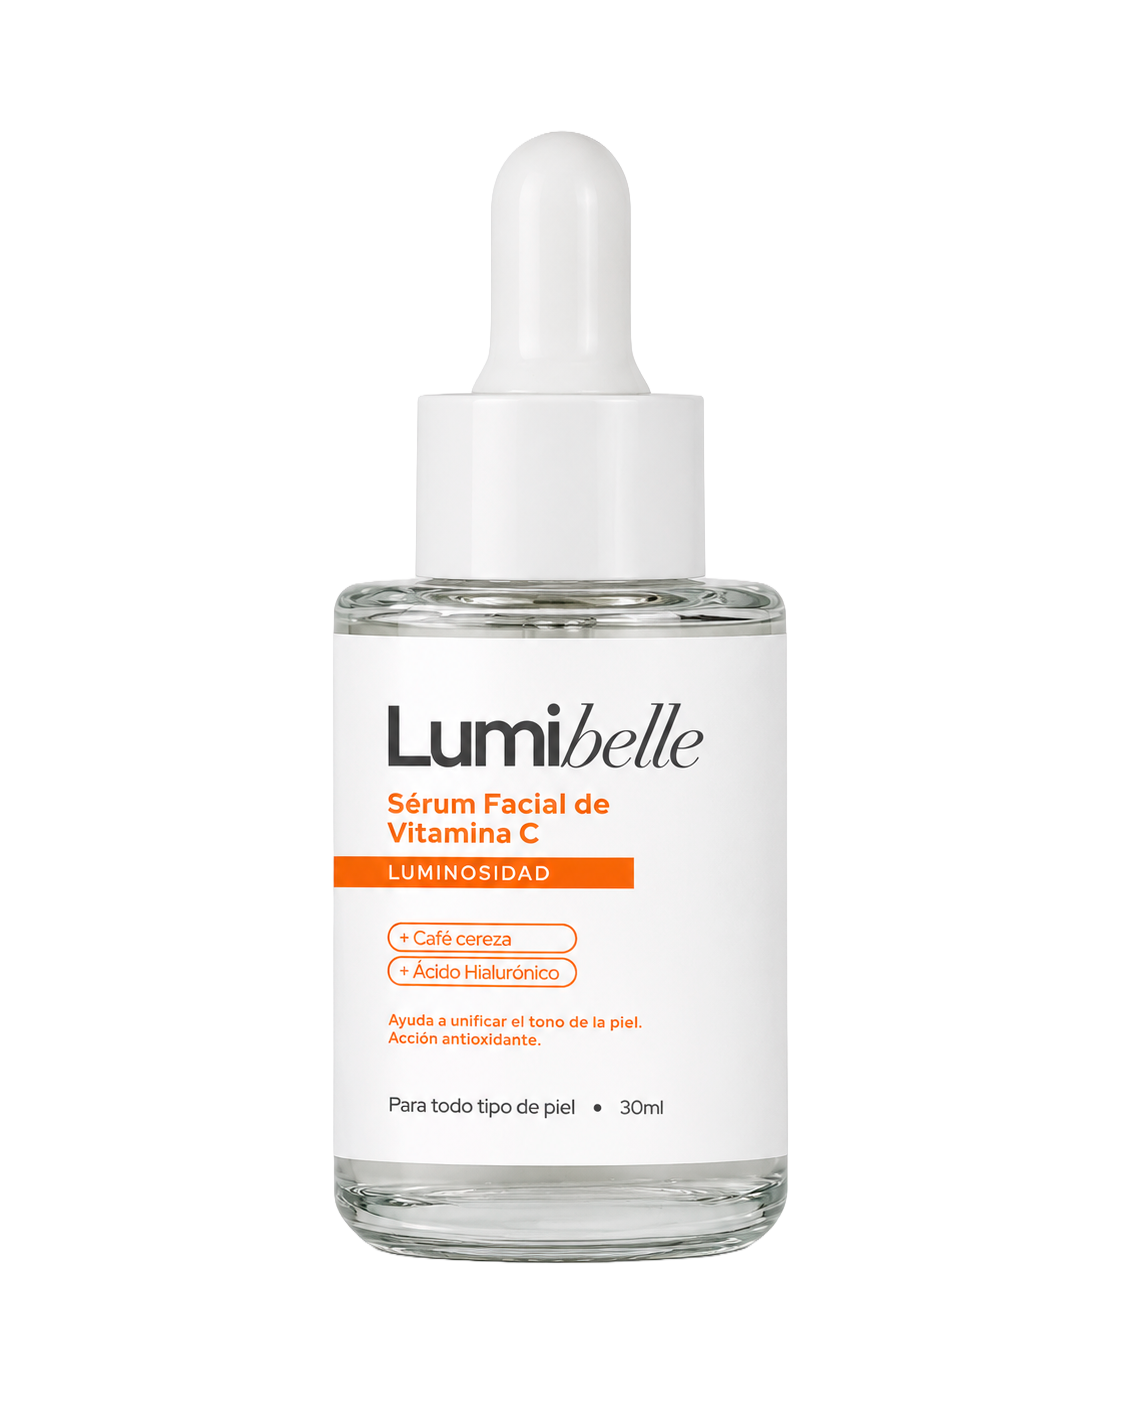 Lumibelle
Sérum Facial de
Vitamina C
LUMINOSIDAD
+ Café cereza
+ Ácido Hialurónico
Ayuda a unificar el tono de la piel.
Acción antioxidante.
Para todo tipo de piel • 30ml